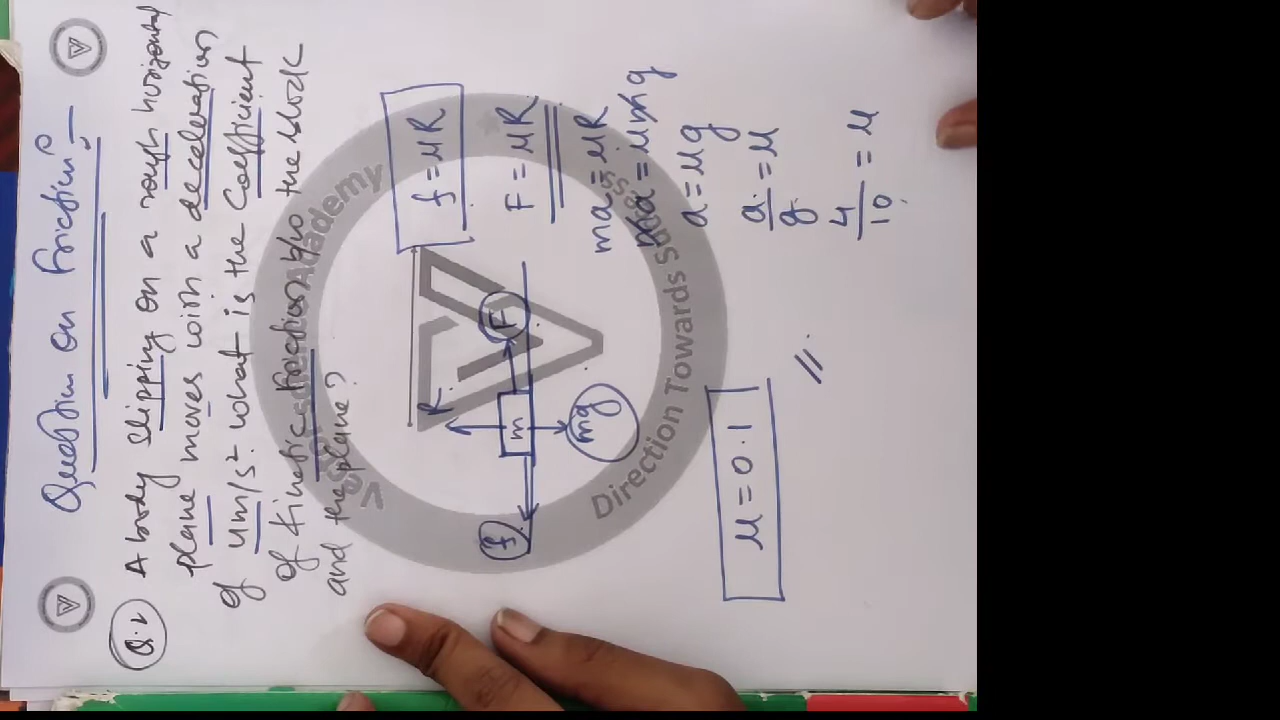 Question on friction:-
Q.2 A body slipping on a rough horizontal
plane moves with a deceleration
of 4m/s². what is the Coefficient
of Kinetic friction b/w the block
and the plane?
R
f
m
F
mg
f = μR
F = μR
ma = μR
ma = μmg
a = μg
a/g = μ
4/10 = μ
μ = 0.1
Academy
Direction Towards Success